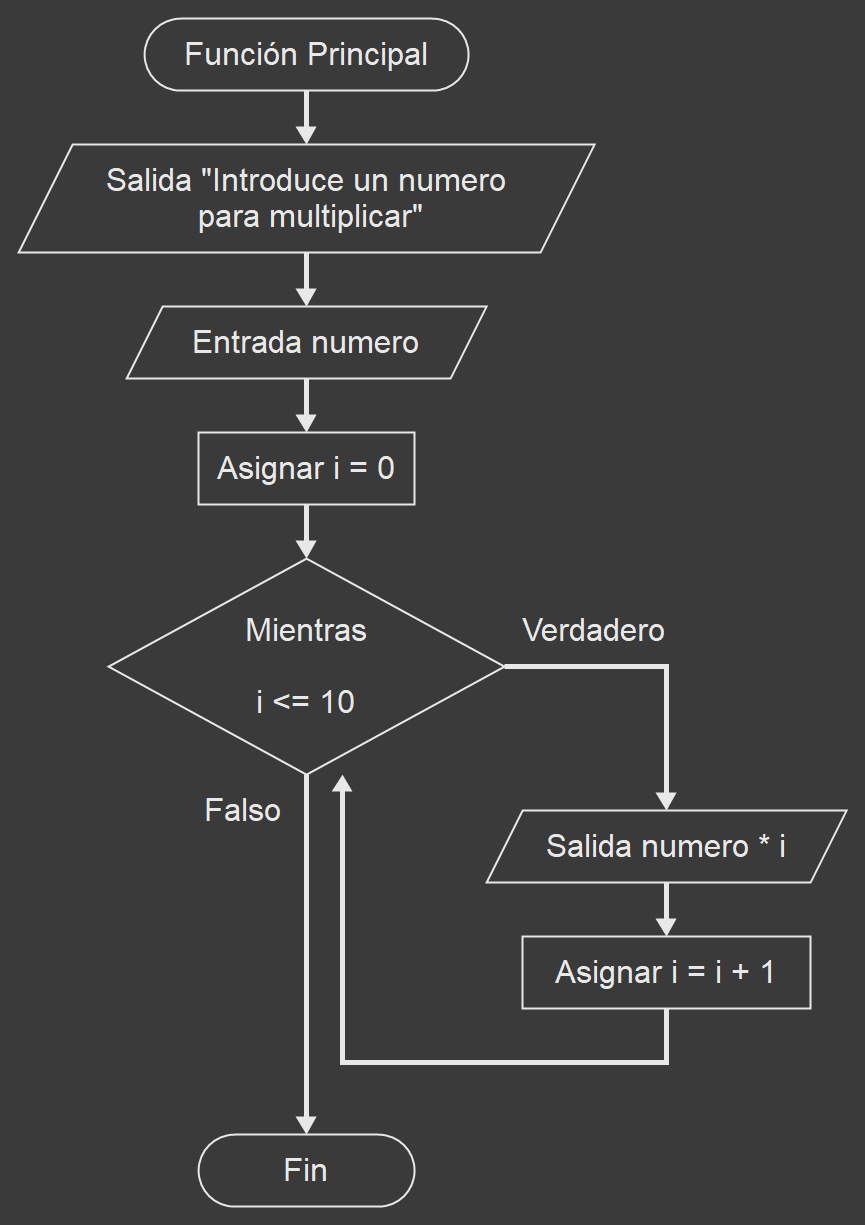 Función Principal
Salida "Introduce un numero
para multiplicar"
Entrada numero
Asignar i = 0
Mientras
i <= 10
Verdadero
Falso
Salida numero * i
Asignar i = i + 1
Fin